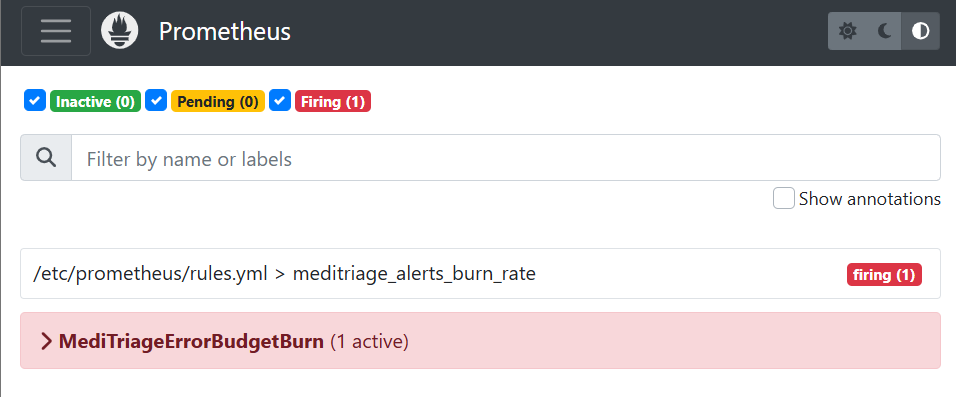 Prometheus
Inactive (0) Pending (0) Firing (1)
Filter by name or labels
Show annotations
/etc/prometheus/rules.yml > meditriage_alerts_burn_rate firing (1)
MediTriageErrorBudgetBurn (1 active)